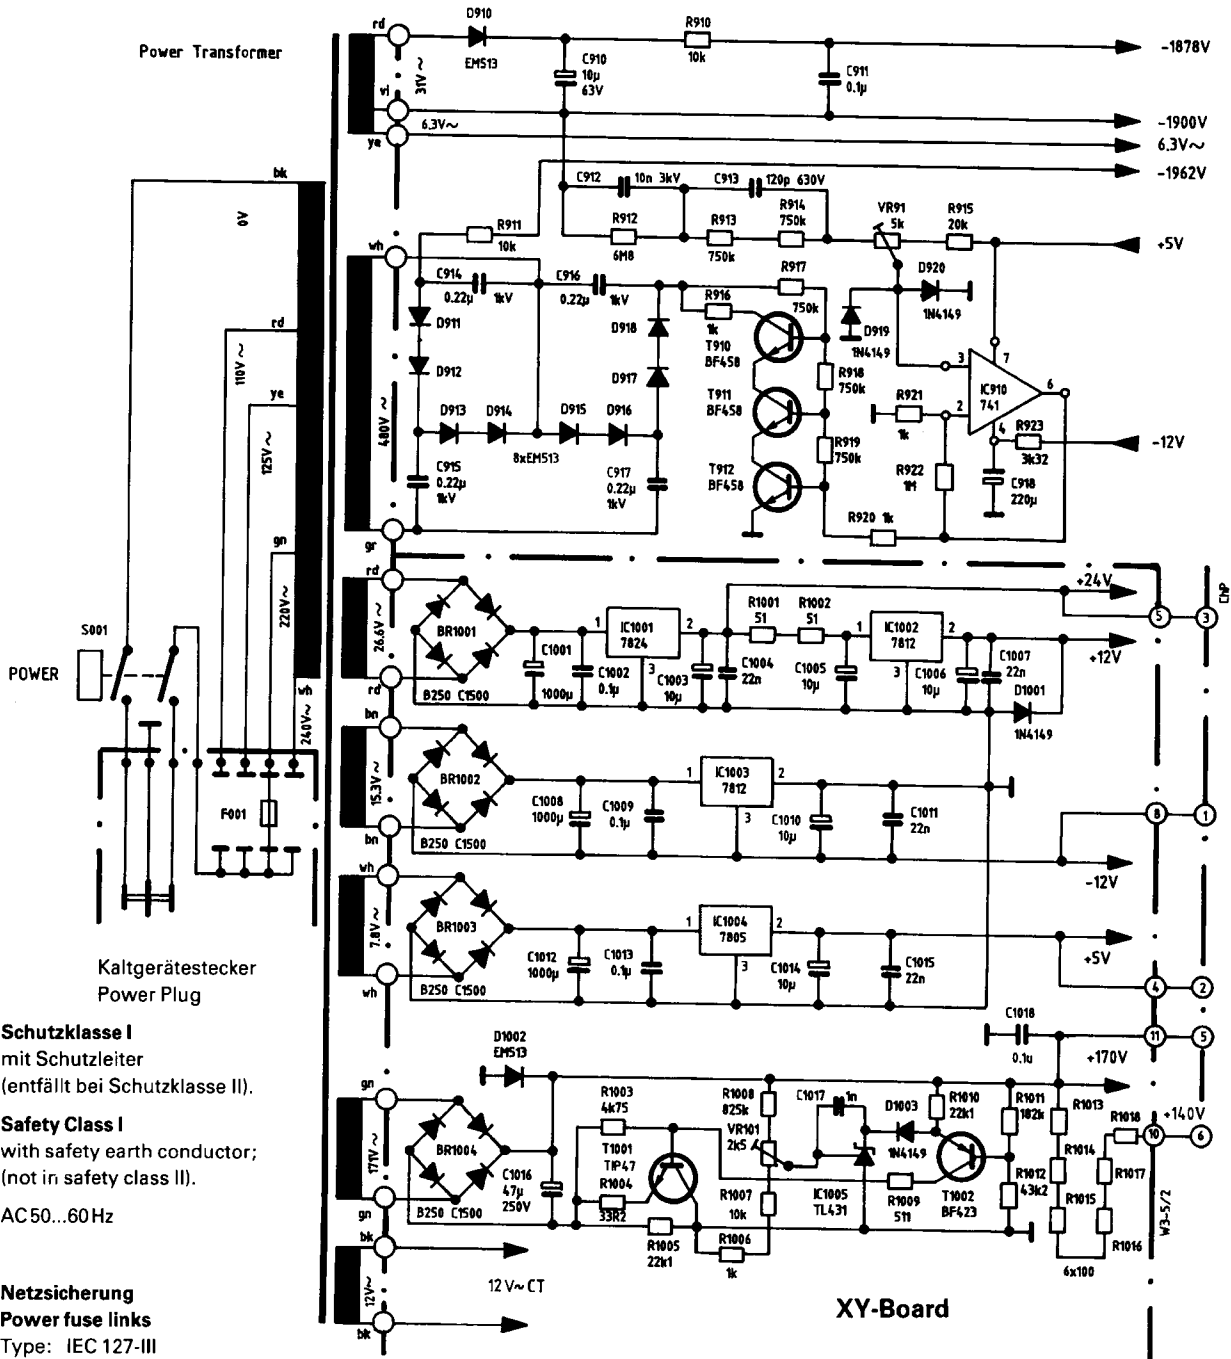 Power Transformer
rd
D910
EM513
R910
10k
-1878V
31V~
C910
10µ
63V
C911
0.1µ
vi
-1900V
6.3V~
6.3V~
ye
-1962V
bk
C912
10n 3kV
C913
120p 630V
0V
R911
10k
R912
6M8
R913
750k
R914
750k
VR91
5k
R915
20k
+5V
wh
C914
0.22µ
1kV
C916
0.22µ
1kV
R917
750k
D920
1N4149
R916
1k
D911
D918
T910
BF458
D919
1N4149
rd
110V~
D912
D917
R918
750k
3
7
IC910
741
6
ye
T911
BF458
R921
1k
2
4
R923
3k32
-12V
480V~
D913
D914
D915
D916
8xEM513
125V~
C915
0.22µ
1kV
C917
0.22µ
1kV
T912
BF458
R919
750k
R922
1M
C918
220µ
R920 1k
gn
gr
rd
+24V
CNP
220V~
S001
26.6V~
BR1001
1
IC1001
7824
2
3
R1001
51
R1002
51
1
IC1002
7812
2
3
5
3
+12V
C1001
1000µ
C1002
0.1µ
C1003
10µ
C1004
22n
C1005
10µ
C1006
10µ
C1007
22n
D1001
1N4149
POWER
wh
rd
B250 C1500
240V~
bn
15.3V~
BR1002
1
IC1003
7812
2
3
F001
C1008
1000µ
C1009
0.1µ
C1010
10µ
C1011
22n
8
1
bn
B250 C1500
-12V
wh
7.8V~
BR1003
1
IC1004
7805
2
3
+5V
C1012
1000µ
C1013
0.1µ
C1014
10µ
C1015
22n
wh
B250 C1500
4
2
Kaltgerätestecker
Power Plug
C1018
0.1u
11
5
+170V
Schutzklasse I
mit Schutzleiter
(entfällt bei Schutzklasse II).
D1002
EM513
gn
171V~
BR1004
R1003
4k75
R1008
825k
C1017
1n
D1003
1N4149
R1010
22k1
R1011
182k
R1013
R1018
+140V
10
6
Safety Class I
with safety earth conductor;
(not in safety class II).
AC 50...60 Hz
T1001
TIP47
VR101
2k5
C1016
47µ
250V
R1004
33R2
R1007
10k
IC1005
TL431
R1009
511
T1002
BF423
R1012
43k2
R1014
R1017
R1015
R1016
6x100
W3-5/2
gn
B250 C1500
R1005
22k1
R1006
1k
bk
12V~
12 V~ CT
bk
XY-Board
Netzsicherung
Power fuse links
Type: IEC 127-III